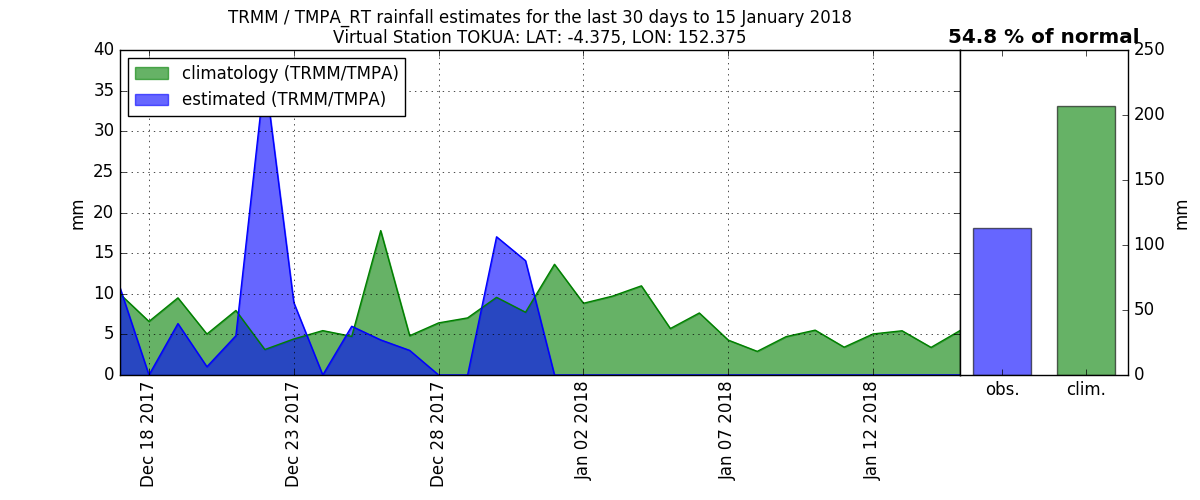 TRMM / TMPA_RT rainfall estimates for the last 30 days to 15 January 2018
Virtual Station TOKUA: LAT: -4.375, LON: 152.375
54.8 % of normal
climatology (TRMM/TMPA)
estimated (TRMM/TMPA)
40
35
30
25
20
15
10
5
0
mm
Dec 18 2017
Dec 23 2017
Dec 28 2017
Jan 02 2018
Jan 07 2018
Jan 12 2018
250
200
150
100
50
0
mm
obs.
clim.